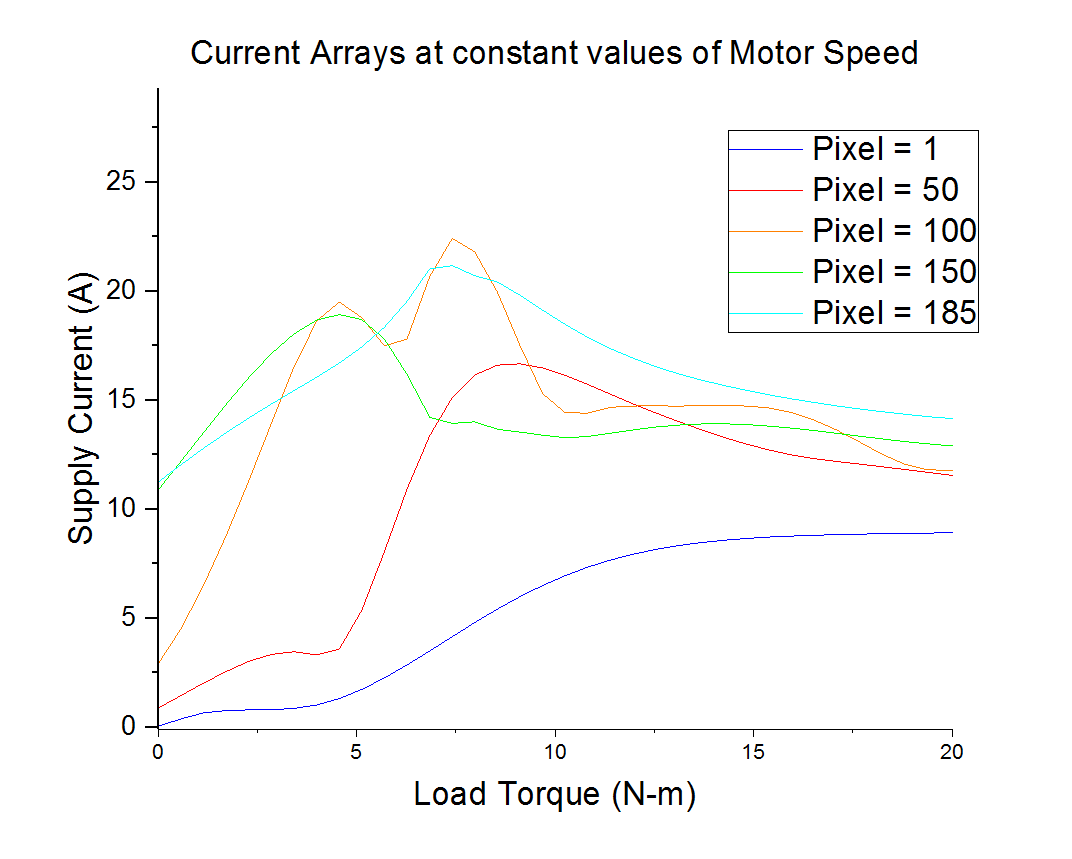 Current Arrays at constant values of Motor Speed
Pixel = 1
Pixel = 50
Pixel = 100
Pixel = 150
Pixel = 185
25
20
15
10
5
0
Supply Current (A)
0 5 10 15 20
Load Torque (N-m)